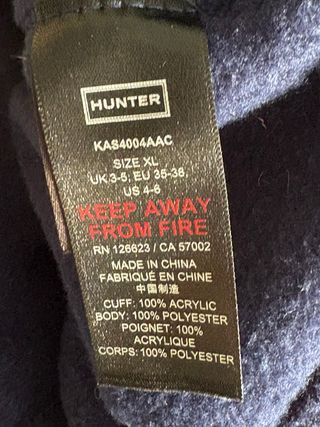 HUNTER
KAS4004AAC
SIZE XL
UK 3-5, EU 35-38,
US 4-6
KEEP AWAY
FROM FIRE
RN 126623 / CA 57002
MADE IN CHINA
FABRIQUÉ EN CHINE
中国制造
CUFF: 100% ACRYLIC
BODY: 100% POLYESTER
POIGNET: 100%
ACRYLIQUE
CORPS: 100% POLYESTER